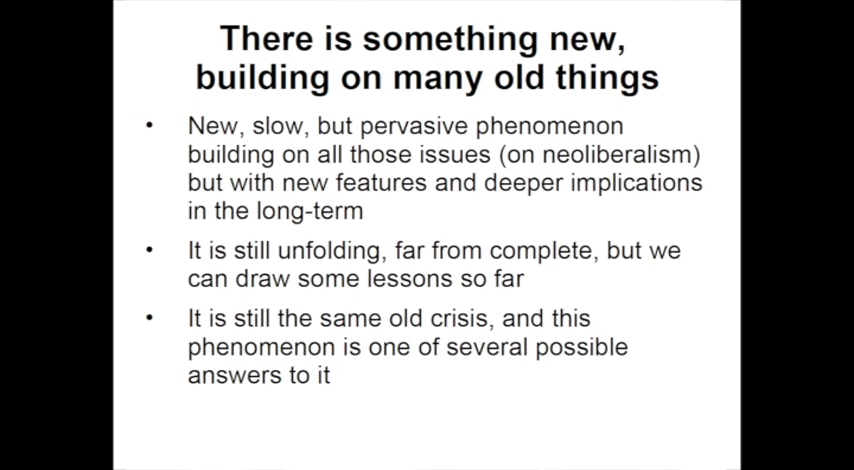 There is something new,
building on many old things
• New, slow, but pervasive phenomenon
building on all those issues (on neoliberalism)
but with new features and deeper implications
in the long-term
• It is still unfolding, far from complete, but we
can draw some lessons so far
• It is still the same old crisis, and this
phenomenon is one of several possible
answers to it